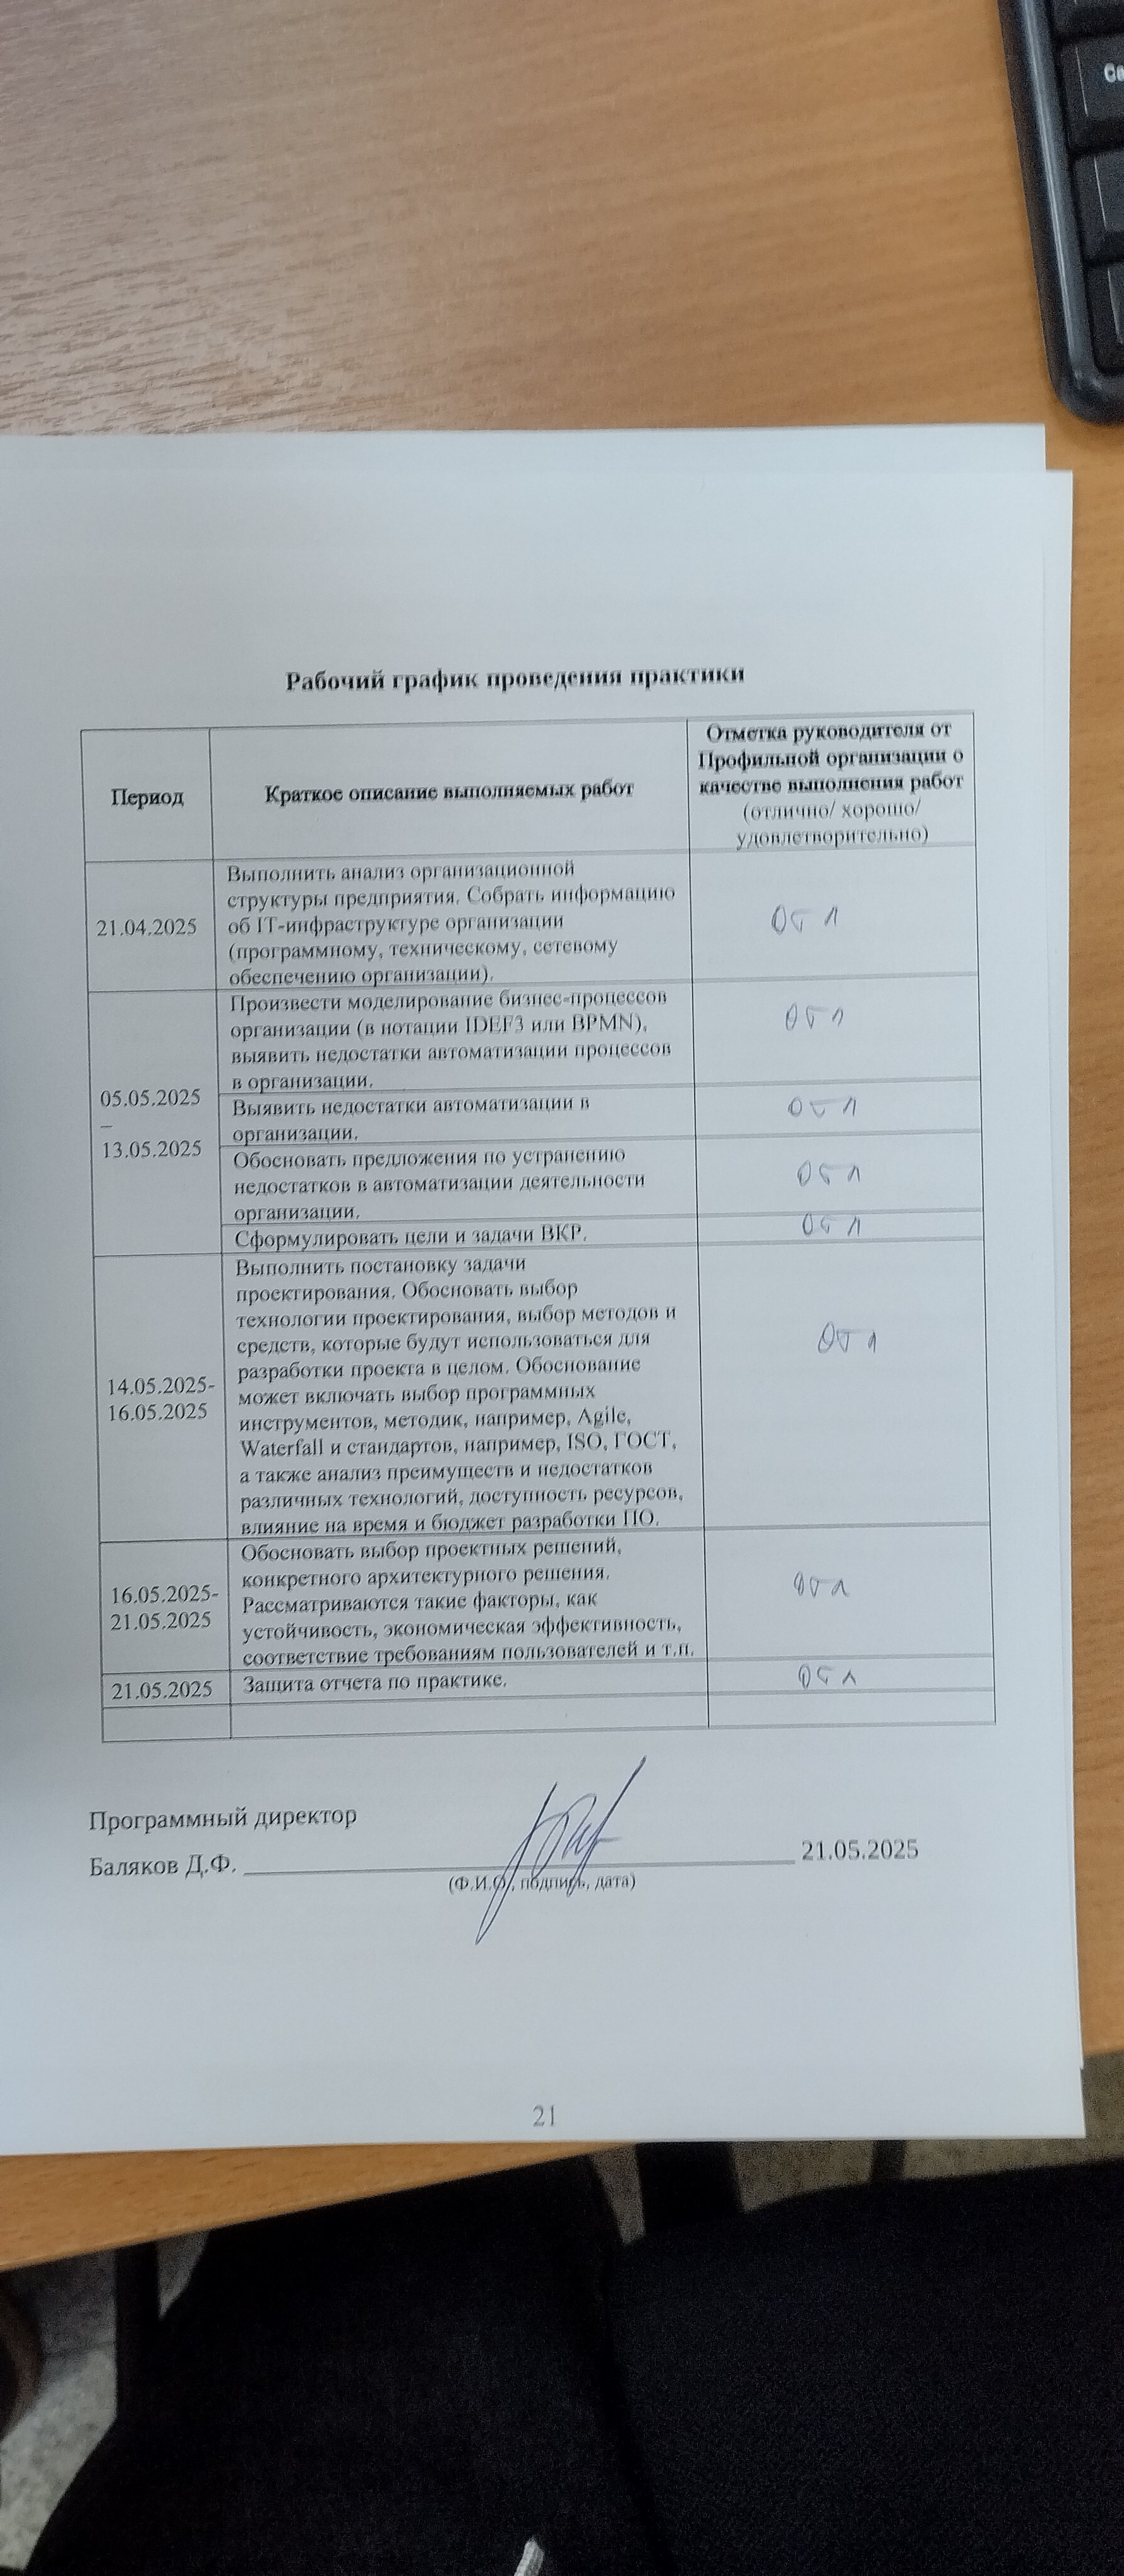 Рабочий график проведения практики
Период
Краткое описание выполняемых работ
Отметка руководителя от
Профильной организации о
качестве выполнения работ
(отлично/ хорошо/
удовлетворительно)
21.04.2025
Выполнить анализ организационной
структуры предприятия. Собрать информацию
об IT-инфраструктуре организации
(программному, техническому, сетевому
обеспечению организации).
отл
05.05.2025
–
13.05.2025
Произвести моделирование бизнес-процессов
организации (в нотации IDEF3 или BPMN),
выявить недостатки автоматизации процессов
в организации.
отл
Выявить недостатки автоматизации в
организации.
отл
Обосновать предложения по устранению
недостатков в автоматизации деятельности
организации.
отл
Сформулировать цели и задачи ВКР.
отл
14.05.2025-
16.05.2025
Выполнить постановку задачи
проектирования. Обосновать выбор
технологии проектирования, выбор методов и
средств, которые будут использоваться для
разработки проекта в целом. Обоснование
может включать выбор программных
инструментов, методик, например, Agile,
Waterfall и стандартов, например, ISO, ГОСТ,
а также анализ преимуществ и недостатков
различных технологий, доступность ресурсов,
влияние на время и бюджет разработки ПО.
отл
16.05.2025-
21.05.2025
Обосновать выбор проектных решений,
конкретного архитектурного решения.
Рассматриваются такие факторы, как
устойчивость, экономическая эффективность,
соответствие требованиям пользователей и т.п.
отл
21.05.2025
Защита отчета по практике.
отл
Программный директор
Баляков Д.Ф. 21.05.2025
(Ф.И.О., подпись, дата)
21